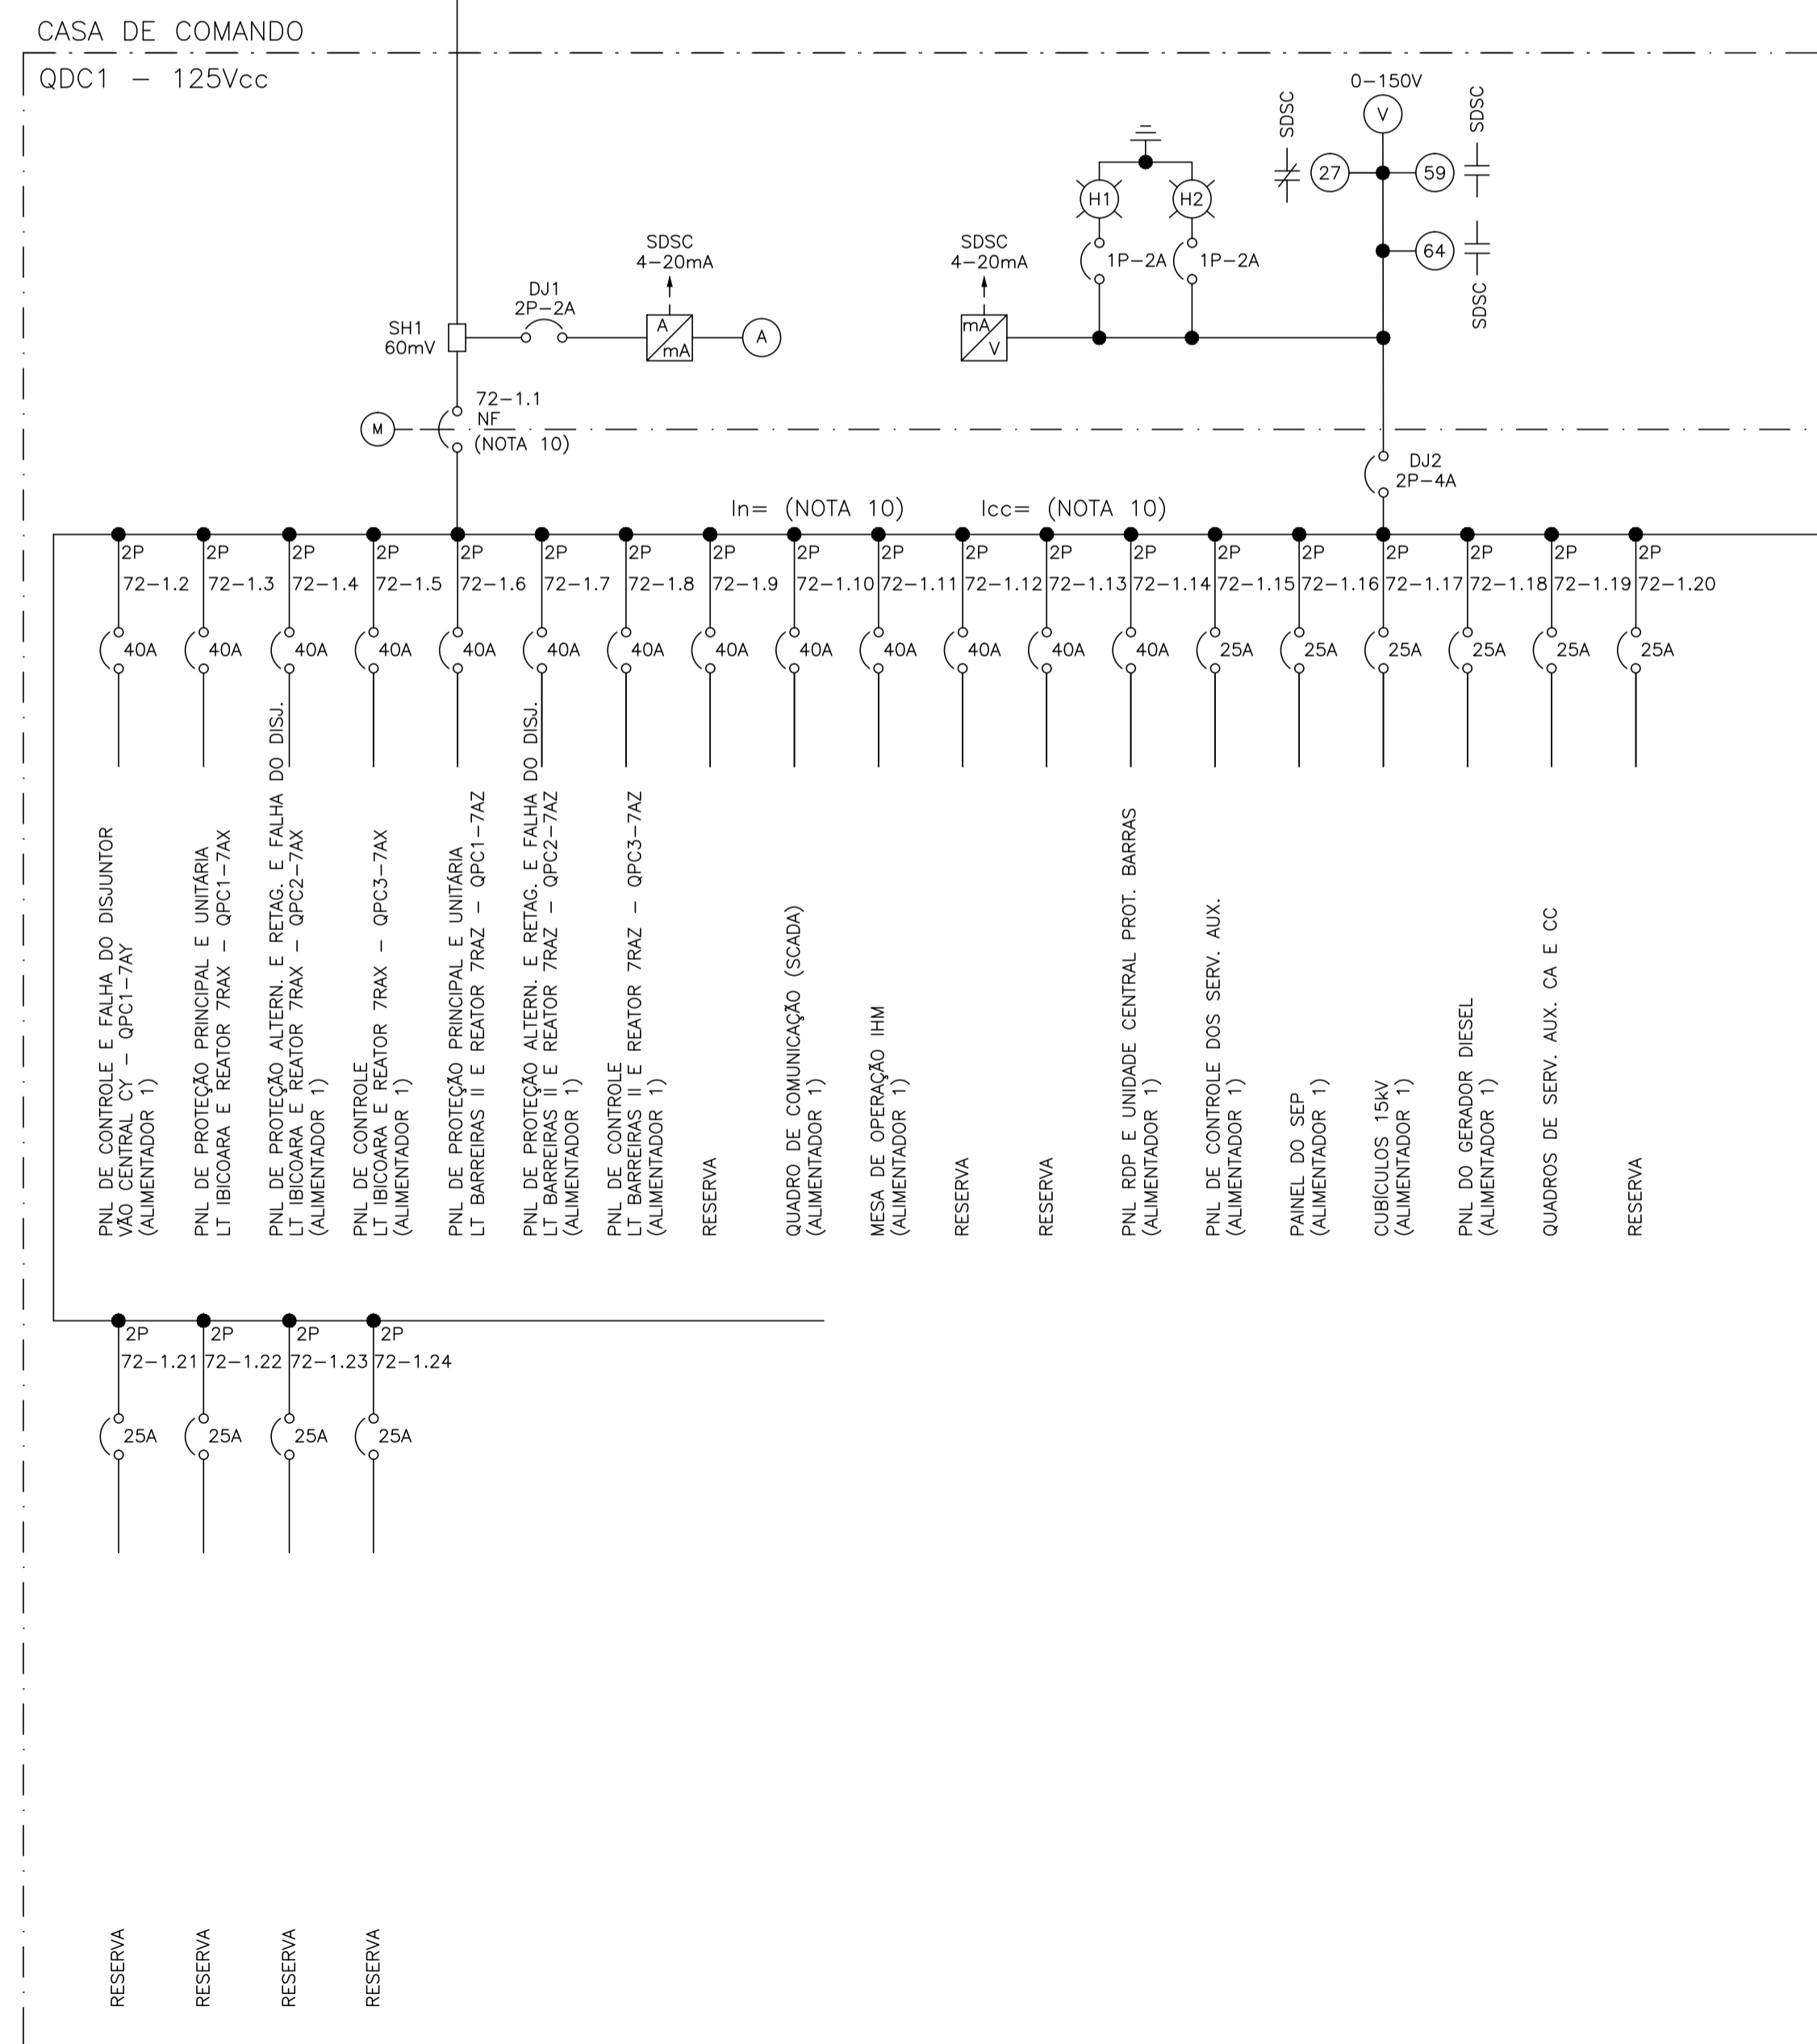 CASA DE COMANDO
QDC1 – 125Vcc
0–150V
V
SDSC
27
59
SDSC
64
SDSC
H1
H2
1P–2A
1P–2A
SDSC
4–20mA
mA
V
SDSC
4–20mA
A
mA
A
DJ1
2P–2A
SH1
60mV
72–1.1
NF
(NOTA 10)
M
DJ2
2P–4A
In= (NOTA 10)
Icc= (NOTA 10)
2P
72–1.2
40A
PNL DE CONTROLE E FALHA DO DISJUNTOR
VÃO CENTRAL CY – QPC1–7AY
(ALIMENTADOR 1)
2P
72–1.3
40A
PNL DE PROTEÇÃO PRINCIPAL E UNITÁRIA
LT IBICOARA E REATOR 7RAX – QPC1–7AX
2P
72–1.4
40A
PNL DE PROTEÇÃO ALTERN. E RETAG. E FALHA DO DISJ.
LT IBICOARA E REATOR 7RAX – QPC2–7AX
(ALIMENTADOR 1)
2P
72–1.5
40A
PNL DE CONTROLE
LT IBICOARA E REATOR 7RAX – QPC3–7AX
(ALIMENTADOR 1)
2P
72–1.6
40A
PNL DE PROTEÇÃO PRINCIPAL E UNITÁRIA
LT BARREIRAS II E REATOR 7RAZ – QPC1–7AZ
2P
72–1.7
40A
PNL DE PROTEÇÃO ALTERN. E RETAG. E FALHA DO DISJ.
LT BARREIRAS II E REATOR 7RAZ – QPC2–7AZ
(ALIMENTADOR 1)
2P
72–1.8
40A
PNL DE CONTROLE
LT BARREIRAS II E REATOR 7RAZ – QPC3–7AZ
(ALIMENTADOR 1)
2P
72–1.9
40A
RESERVA
2P
72–1.10
40A
QUADRO DE COMUNICAÇÃO (SCADA)
(ALIMENTADOR 1)
2P
72–1.11
40A
MESA DE OPERAÇÃO IHM
(ALIMENTADOR 1)
2P
72–1.12
40A
RESERVA
2P
72–1.13
40A
RESERVA
2P
72–1.14
40A
PNL RDP E UNIDADE CENTRAL PROT. BARRAS
(ALIMENTADOR 1)
2P
72–1.15
25A
PNL DE CONTROLE DOS SERV. AUX.
(ALIMENTADOR 1)
2P
72–1.16
25A
PAINEL DO SEP
(ALIMENTADOR 1)
2P
72–1.17
25A
CUBÍCULOS 15kV
(ALIMENTADOR 1)
2P
72–1.18
25A
PNL DO GERADOR DIESEL
(ALIMENTADOR 1)
2P
72–1.19
25A
QUADROS DE SERV. AUX. CA E CC
2P
72–1.20
25A
RESERVA
2P
72–1.21
25A
RESERVA
2P
72–1.22
25A
RESERVA
2P
72–1.23
25A
RESERVA
2P
72–1.24
25A
RESERVA